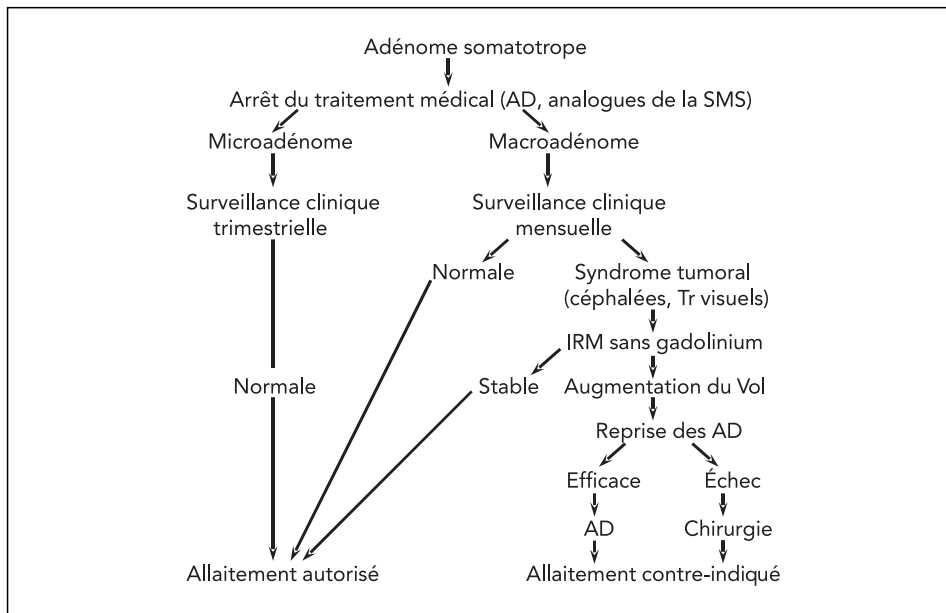 Adénome somatotrope
Arrêt du traitement médical (AD, analogues de la SMS)
Microadénome
Macroadénome
Surveillance clinique
trimestrielle
Surveillance clinique
mensuelle
Normale
Syndrome tumoral
(céphalées, Tr visuels)
IRM sans gadolinium
Normale
Stable
Augmentation du Vol
Reprise des AD
Efficace
Échec
AD
Chirurgie
Allaitement autorisé
Allaitement contre-indiqué